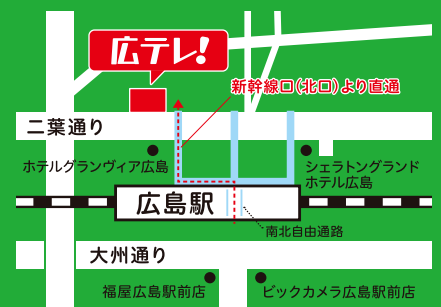 広テレ!
新幹線口(北口)より直通
二葉通り
ホテルグランヴィア広島
シェラトングランド
ホテル広島
広島駅
南北自由通路
大州通り
福屋広島駅前店
ビックカメラ広島駅前店